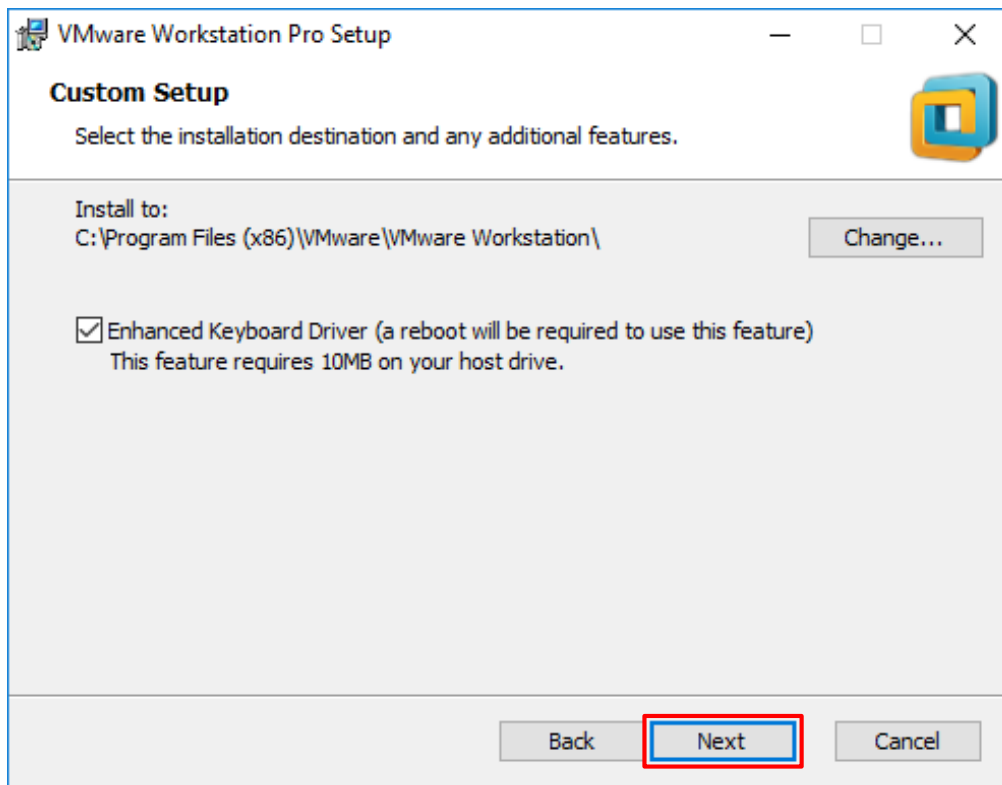 VMware Workstation Pro Setup
Custom Setup
Select the installation destination and any additional features.
Install to:
C:\Program Files (x86)\VMware\VMware Workstation\
Change...
Enhanced Keyboard Driver (a reboot will be required to use this feature)
This feature requires 10MB on your host drive.
Back
Next
Cancel